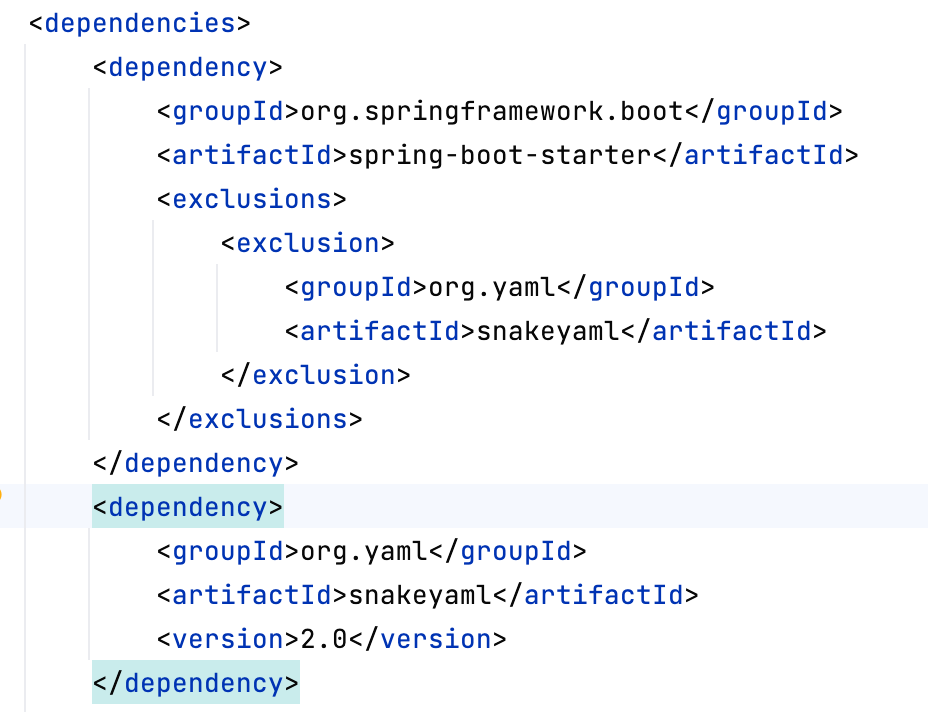 <dependencies>
<dependency>
<groupId>org.springframework.boot</groupId>
<artifactId>spring-boot-starter</artifactId>
<exclusions>
<exclusion>
<groupId>org.yaml</groupId>
<artifactId>snakeyaml</artifactId>
</exclusion>
</exclusions>
</dependency>
<dependency>
<groupId>org.yaml</groupId>
<artifactId>snakeyaml</artifactId>
<version>2.0</version>
</dependency>